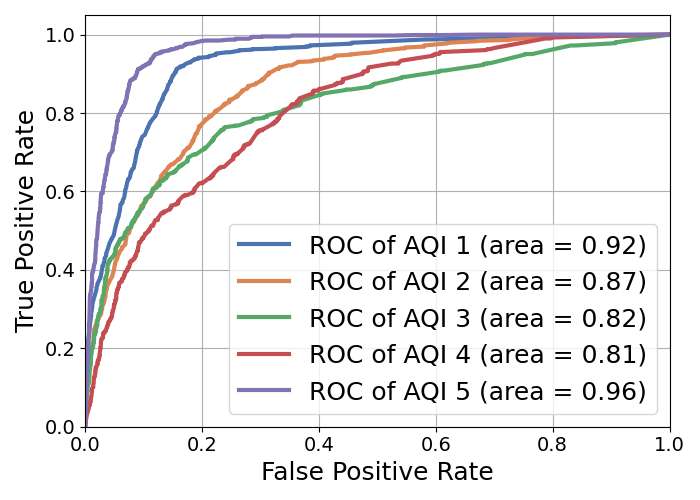 True Positive Rate
1.0
0.8
0.6
0.4
0.2
0.0
ROC of AQI 1 (area = 0.92)
ROC of AQI 2 (area = 0.87)
ROC of AQI 3 (area = 0.82)
ROC of AQI 4 (area = 0.81)
ROC of AQI 5 (area = 0.96)
0.0 0.2 0.4 0.6 0.8 1.0
False Positive Rate